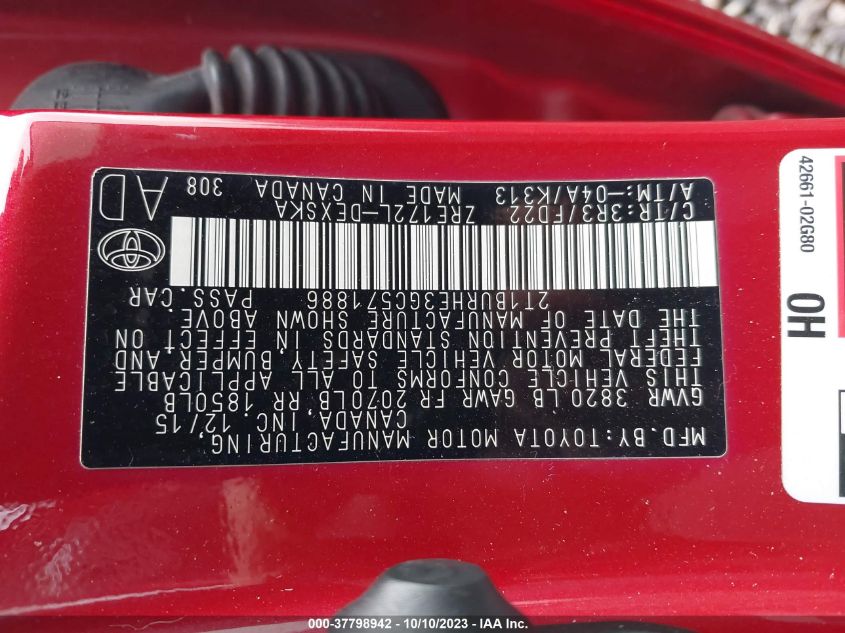 MFD.BY:TOYOTA MOTOR MANUFACTURING,
CANADA, INC. 12/15
GVWR 3820LB GAWR FR 2070LB RR 1850LB
THIS VEHICLE CONFORMS TO ALL APPLICABLE
FEDERAL MOTOR VEHICLE SAFETY, BUMPER, AND
THEFT PREVENTION STANDARDS IN EFFECT ON
THE DATE OF MANUFACTURE SHOWN ABOVE.
2T1BURHE3GC571886 PASS.CAR
C/TR:3R3/FD22 ZRE172L-DEXSKA
A/TM:-04A/K313 MADE IN CANADA 308
AD
42661-02G80
HO
000-37798942 - 10/10/2023 - IAA Inc.